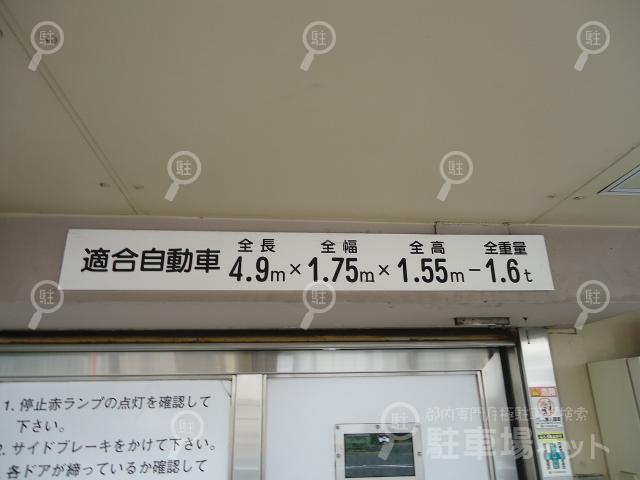 全長 全幅 全高 全重量
適合自動車 4.9m×1.75m×1.55m-1.6t
1. 停止赤ランプの点灯を確認して
下さい。
2. サイドブレーキをかけて下さい。
各ドアが締っているか確認して
駐車場ネット